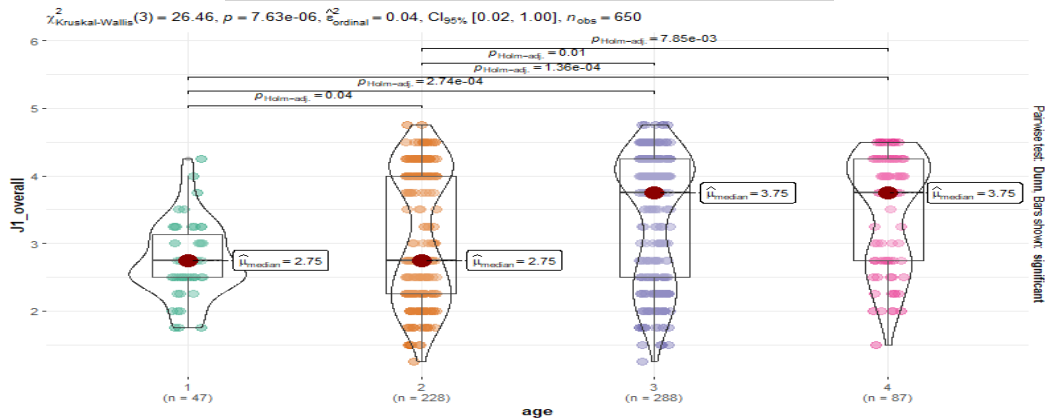 χ²Kruskal-Wallis(3) = 26.46, p = 7.63e-06, ε̂²ordinal = 0.04, CI95% [0.02, 1.00], nobs = 650
6
5
4
3
2
J1_overall
pHolm-adj. = 7.85e-03
pHolm-adj. = 0.01
pHolm-adj. = 1.36e-04
pHolm-adj. = 2.74e-04
pHolm-adj. = 0.04
μ̂median = 2.75
μ̂median = 2.75
μ̂median = 3.75
μ̂median = 3.75
Pairwise test: Dunn, Bars shown: significant
1
(n = 47)
2
(n = 228)
3
(n = 288)
4
(n = 87)
age